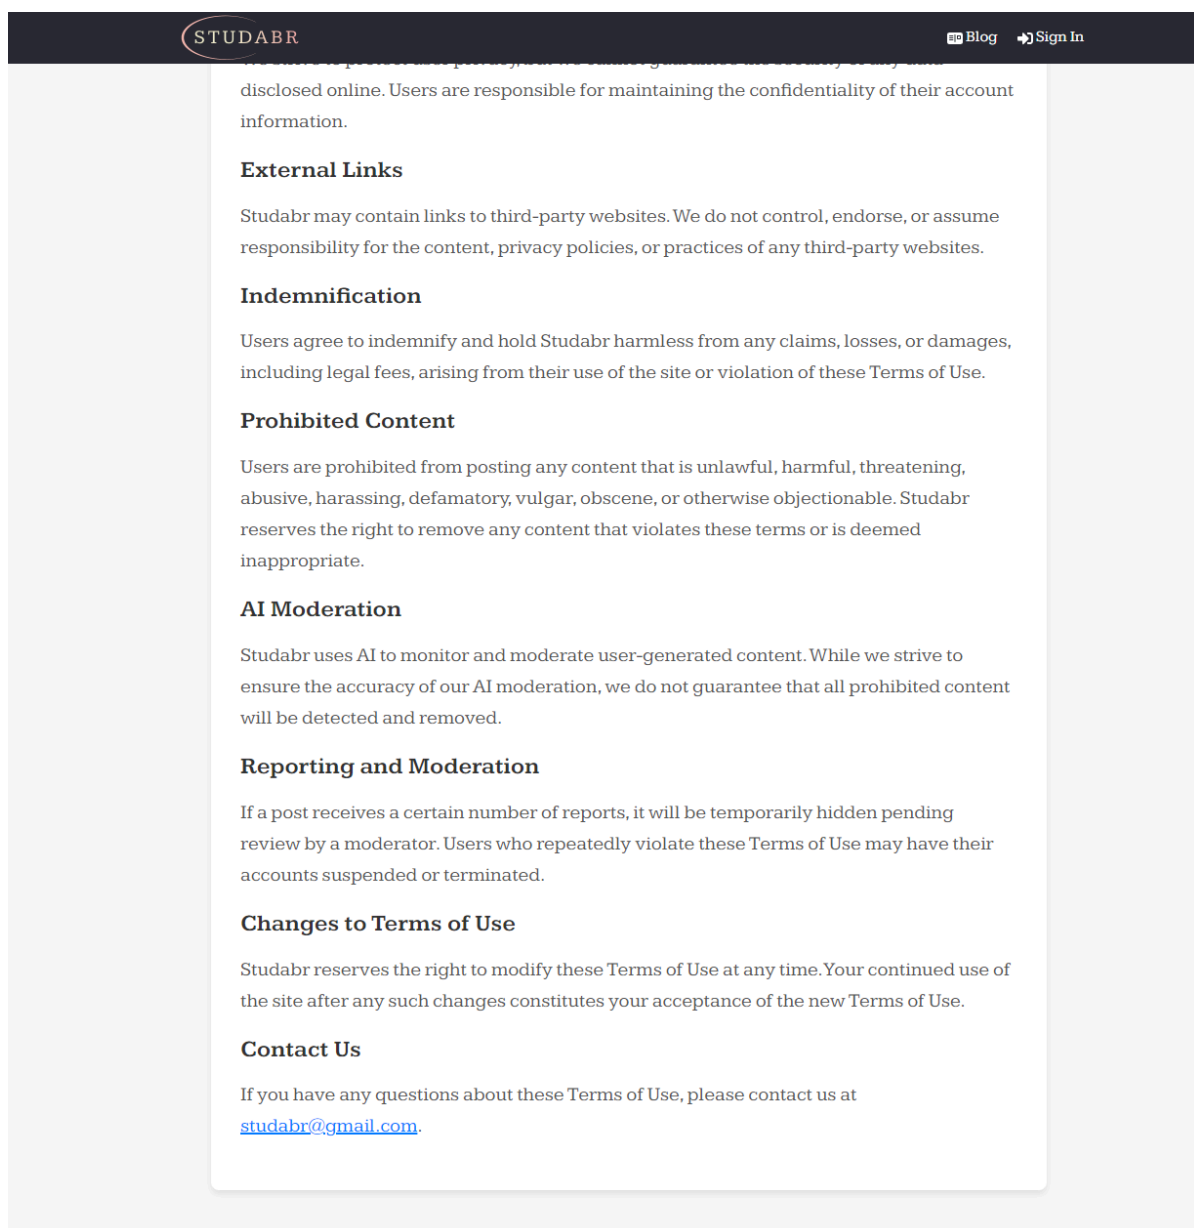 STUDABR
Blog
Sign In
disclosed online. Users are responsible for maintaining the confidentiality of their account
information.
External Links
Studabr may contain links to third-party websites. We do not control, endorse, or assume
responsibility for the content, privacy policies, or practices of any third-party websites.
Indemnification
Users agree to indemnify and hold Studabr harmless from any claims, losses, or damages,
including legal fees, arising from their use of the site or violation of these Terms of Use.
Prohibited Content
Users are prohibited from posting any content that is unlawful, harmful, threatening,
abusive, harassing, defamatory, vulgar, obscene, or otherwise objectionable. Studabr
reserves the right to remove any content that violates these terms or is deemed
inappropriate.
AI Moderation
Studabr uses AI to monitor and moderate user-generated content. While we strive to
ensure the accuracy of our AI moderation, we do not guarantee that all prohibited content
will be detected and removed.
Reporting and Moderation
If a post receives a certain number of reports, it will be temporarily hidden pending
review by a moderator. Users who repeatedly violate these Terms of Use may have their
accounts suspended or terminated.
Changes to Terms of Use
Studabr reserves the right to modify these Terms of Use at any time. Your continued use of
the site after any such changes constitutes your acceptance of the new Terms of Use.
Contact Us
If you have any questions about these Terms of Use, please contact us at
studabr@gmail.com.